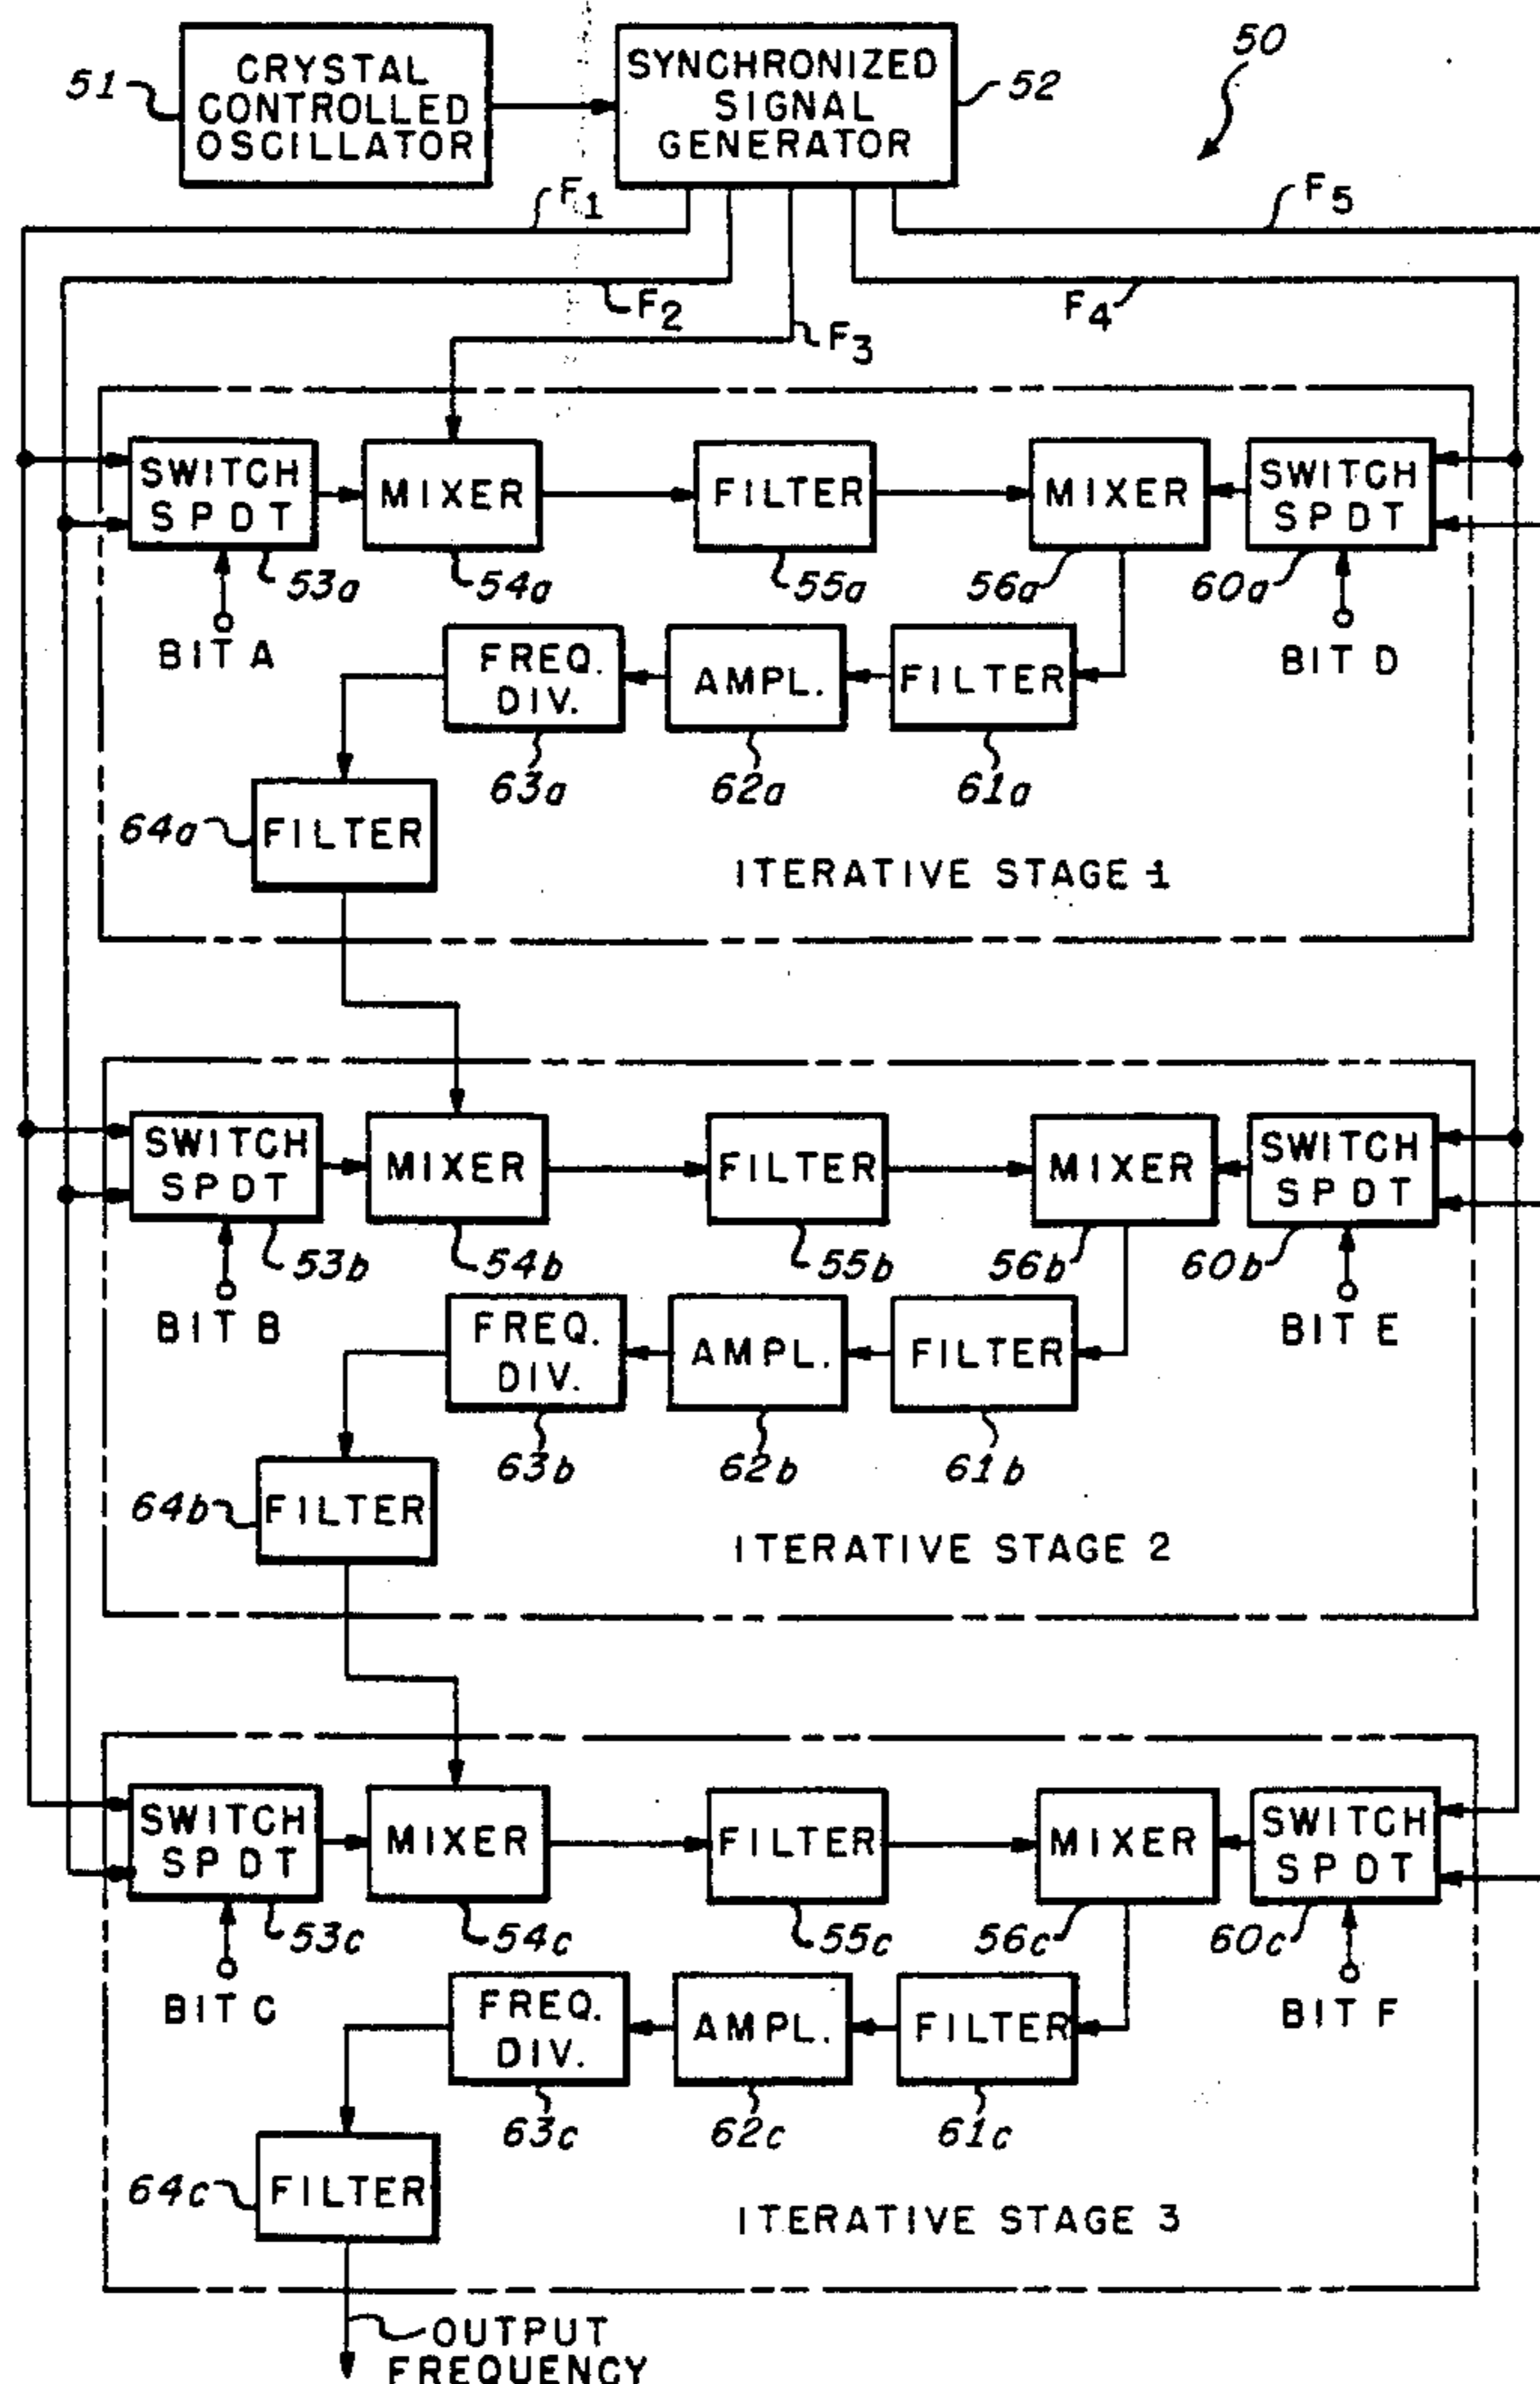 50
51
CRYSTAL
CONTROLLED
OSCILLATOR
SYNCHRONIZED
SIGNAL
GENERATOR
52
F1
F5
F2
F3
F4
SWITCH
SPDT
MIXER
FILTER
MIXER
SWITCH
SPDT
53a
54a
55a
56a
60a
BIT A
BIT D
FREQ.
DIV.
AMPL.
FILTER
63a
62a
61a
64a
FILTER
ITERATIVE STAGE 1
SWITCH
SPDT
MIXER
FILTER
MIXER
SWITCH
SPDT
53b
54b
55b
56b
60b
BIT B
BIT E
FREQ.
DIV.
AMPL.
FILTER
63b
62b
61b
64b
FILTER
ITERATIVE STAGE 2
SWITCH
SPDT
MIXER
FILTER
MIXER
SWITCH
SPDT
53c
54c
55c
56c
60c
BIT C
BIT F
FREQ.
DIV.
AMPL.
FILTER
63c
62c
61c
64c
FILTER
ITERATIVE STAGE 3
OUTPUT
FREQUENCY